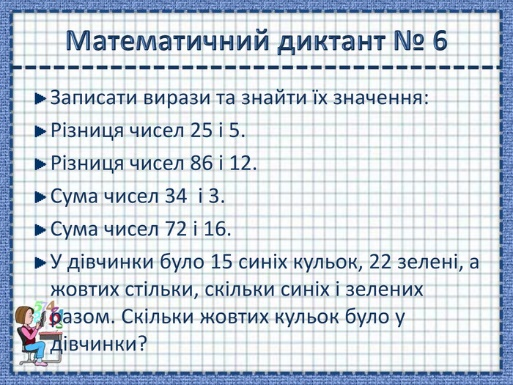 Математичний диктант № 6
Записати вирази та знайти їх значення:
Різниця чисел 25 і 5.
Різниця чисел 86 і 12.
Сума чисел 34 і 3.
Сума чисел 72 і 16.
У дівчинки було 15 синіх кульок, 22 зелені, а
жовтих стільки, скільки синіх і зелених
разом. Скільки жовтих кульок було у
дівчинки?